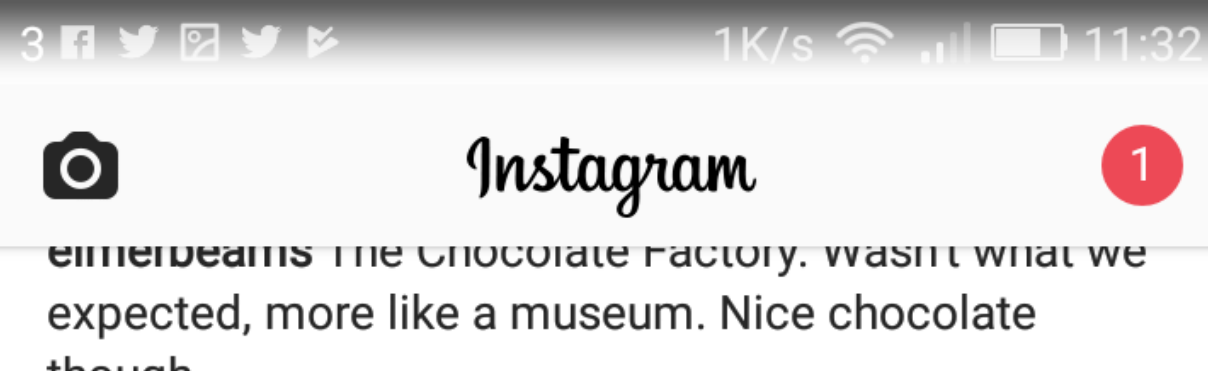 3 1K/s 11:32
Instagram 1
elmerbeams The Chocolate Factory. Wasn't what we
expected, more like a museum. Nice chocolate
though